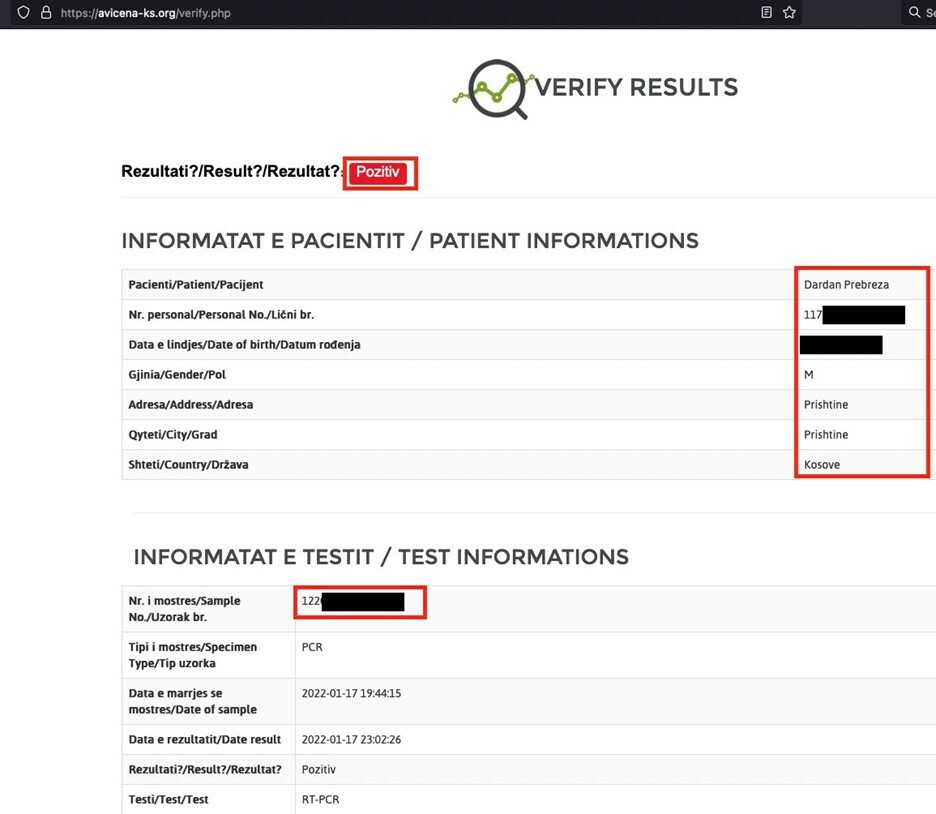 https://avicena-ks.org/verify.php
VERIFY RESULTS
Rezultati?/Result?/Rezultat?: Pozitiv
INFORMATAT E PACIENTIT / PATIENT INFORMATIONS
Pacienti/Patient/Pacijent Dardan Prebreza
Nr. personal/Personal No./Lični br. 117
Data e lindjes/Date of birth/Datum rođenja
Gjinia/Gender/Pol M
Adresa/Address/Adresa Prishtine
Qyteti/City/Grad Prishtine
Shteti/Country/Država Kosove
INFORMATAT E TESTIT / TEST INFORMATIONS
Nr. i mostres/Sample
No./Uzorak br. 122
Tipi i mostres/Specimen
Type/Tip uzorka PCR
Data e marrjes se
mostres/Date of sample 2022-01-17 19:44:15
Data e rezultatit/Date result 2022-01-17 23:02:26
Rezultati?/Result?/Rezultat? Pozitiv
Testi/Test/Test RT-PCR